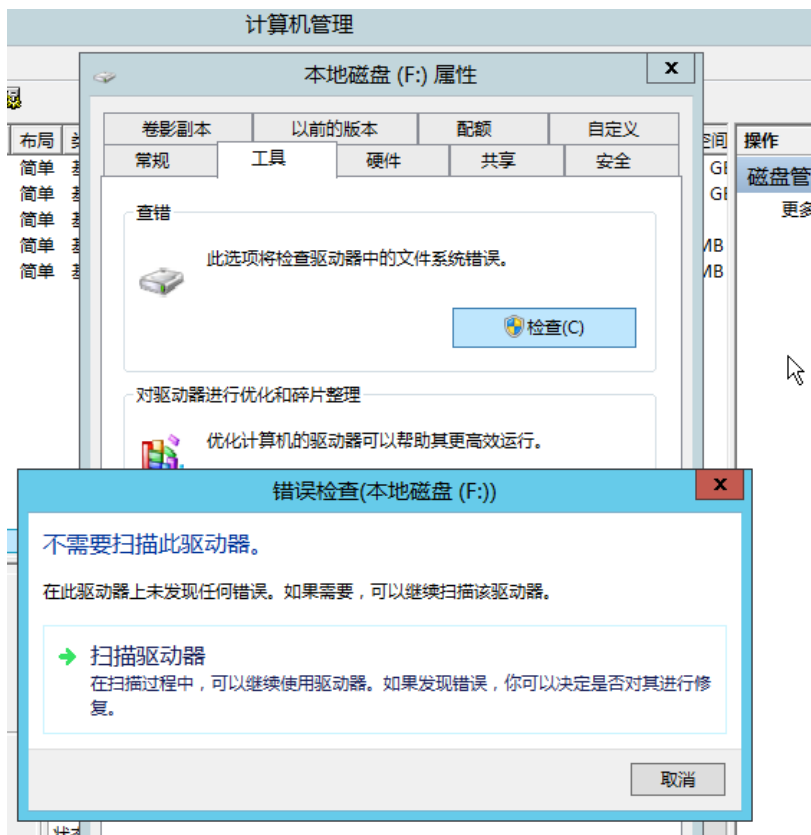 计算机管理
本地磁盘 (F:) 属性
x
卷影副本 以前的版本 配额 自定义
常规 工具 硬件 共享 安全
布局
空间 操作
简单 GB
磁盘管
简单 GB
更多
简单
简单 MB
简单 MB
查错
此选项将检查驱动器中的文件系统错误。
检查(C)
对驱动器进行优化和碎片整理
优化计算机的驱动器可以帮助其更高效运行。
错误检查(本地磁盘 (F:))
x
不需要扫描此驱动器。
在此驱动器上未发现任何错误。如果需要，可以继续扫描该驱动器。
扫描驱动器
在扫描过程中，可以继续使用驱动器。如果发现错误，你可以决定是否对其进行修
复。
取消